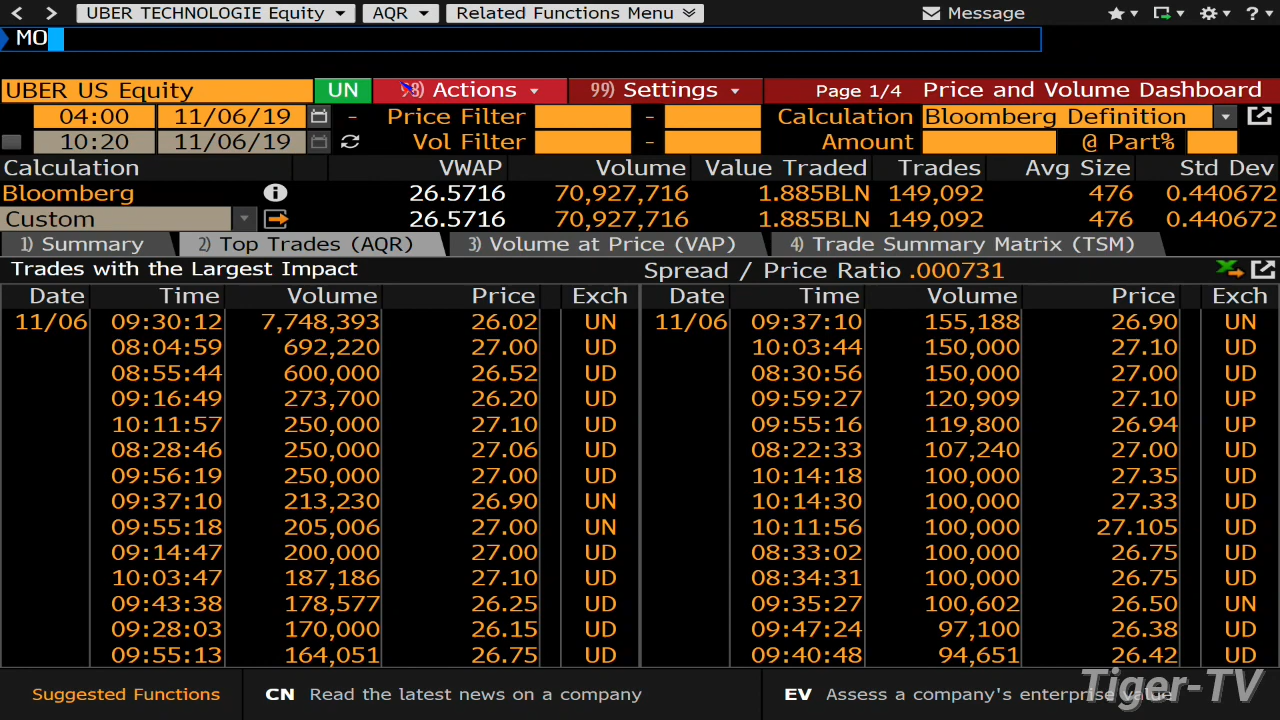 UBER TECHNOLOGIE Equity AQR Related Functions Menu Message ?
MO
UBER US Equity UN 98) Actions 99) Settings Page 1/4 Price and Volume Dashboard
04:00 11/06/19 - Price Filter - Calculation Bloomberg Definition
10:20 11/06/19 Vol Filter - Amount @ Part%
Calculation VWAP Volume Value Traded Trades Avg Size Std Dev
Bloomberg 26.5716 70,927,716 1.885BLN 149,092 476 0.440672
Custom 26.5716 70,927,716 1.885BLN 149,092 476 0.440672
1) Summary 2) Top Trades (AQR) 3) Volume at Price (VAP) 4) Trade Summary Matrix (TSM)
Trades with the Largest Impact Spread / Price Ratio .000731
Date Time Volume Price Exch Date Time Volume Price Exch
11/06 09:30:12 7,748,393 26.02 UN 11/06 09:37:10 155,188 26.90 UN
08:04:59 692,220 27.00 UD 10:03:44 150,000 27.10 UD
08:55:44 600,000 26.52 UD 08:30:56 150,000 27.00 UD
09:16:49 273,700 26.20 UD 09:59:27 120,909 27.10 UP
10:11:57 250,000 27.10 UD 09:55:16 119,800 26.94 UP
08:28:46 250,000 27.06 UD 08:22:33 107,240 27.00 UD
09:56:19 250,000 27.00 UD 10:14:18 100,000 27.35 UD
09:37:10 213,230 26.90 UN 10:14:30 100,000 27.33 UD
09:55:18 205,006 27.00 UN 10:11:56 100,000 27.105 UD
09:14:47 200,000 27.00 UD 08:33:02 100,000 26.75 UD
10:03:47 187,186 27.10 UD 08:34:31 100,000 26.75 UD
09:43:38 178,577 26.25 UD 09:35:27 100,602 26.50 UN
09:28:03 170,000 26.15 UD 09:47:24 97,100 26.38 UD
09:55:13 164,051 26.75 UD 09:40:48 94,651 26.42 UD
Suggested Functions CN Read the latest news on a company EV Assess a company's enterprise value
Tiger-TV